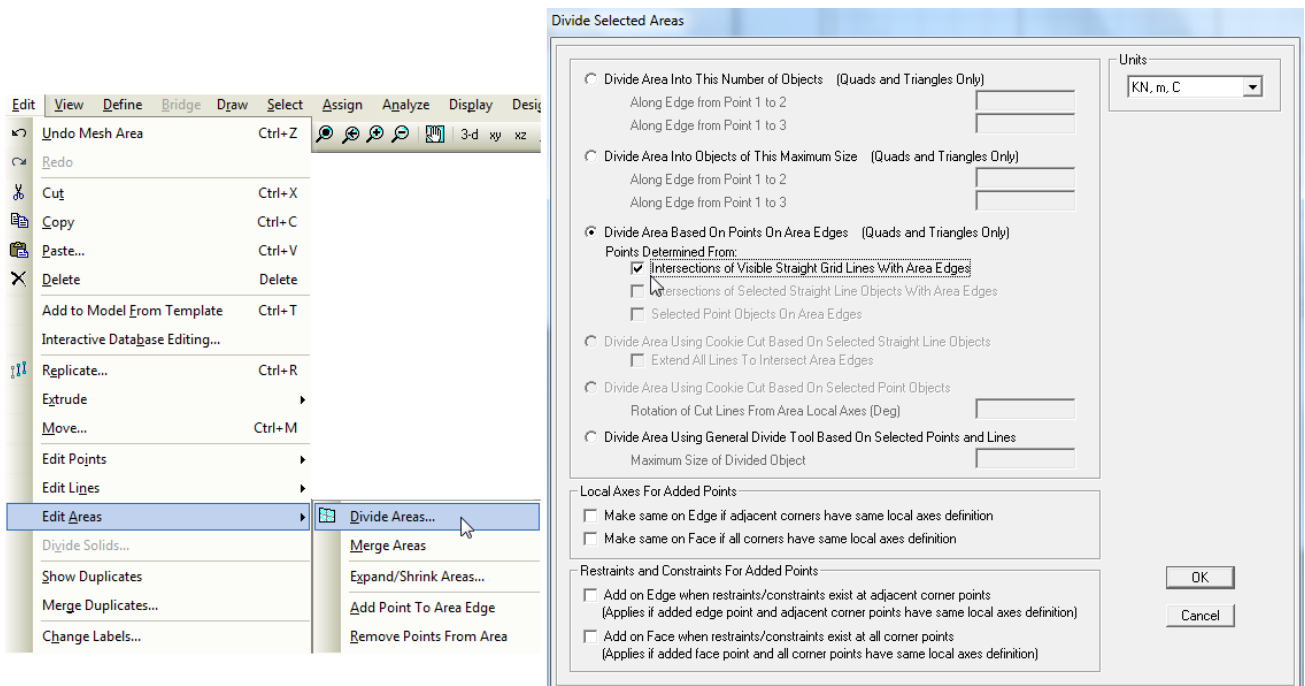 Edit View Define Bridge Draw Select Assign Analyze Display
Undo Mesh Area Ctrl+Z
3-d xy xz
Redo
Cut Ctrl+X
Copy Ctrl+C
Paste... Ctrl+V
Delete Delete
Add to Model From Template Ctrl+T
Interactive Database Editing...
Replicate... Ctrl+R
Extrude
Move... Ctrl+M
Edit Points
Edit Lines
Edit Areas
Divide Solids...
Show Duplicates
Merge Duplicates...
Change Labels...
Divide Areas...
Merge Areas
Expand/Shrink Areas...
Add Point To Area Edge
Remove Points From Area
Divide Selected Areas
Divide Area Into This Number of Objects (Quads and Triangles Only)
Along Edge from Point 1 to 2
Along Edge from Point 1 to 3
Divide Area Into Objects of This Maximum Size (Quads and Triangles Only)
Along Edge from Point 1 to 2
Along Edge from Point 1 to 3
Divide Area Based On Points On Area Edges (Quads and Triangles Only)
Points Determined From:
Intersections of Visible Straight Grid Lines With Area Edges
Intersections of Selected Straight Line Objects With Area Edges
Selected Point Objects On Area Edges
Divide Area Using Cookie Cut Based On Selected Straight Line Objects
Extend All Lines To Intersect Area Edges
Divide Area Using Cookie Cut Based On Selected Point Objects
Rotation of Cut Lines From Area Local Axes (Deg)
Divide Area Using General Divide Tool Based On Selected Points and Lines
Maximum Size of Divided Object
Local Axes For Added Points
Make same on Edge if adjacent corners have same local axes definition
Make same on Face if all corners have same local axes definition
Restraints and Constraints For Added Points
Add on Edge when restraints/constraints exist at adjacent corner points
(Applies if added edge point and adjacent corner points have same local axes definition)
Add on Face when restraints/constraints exist at all corner points
(Applies if added face point and all corner points have same local axes definition)
Units
KN, m, C
OK
Cancel